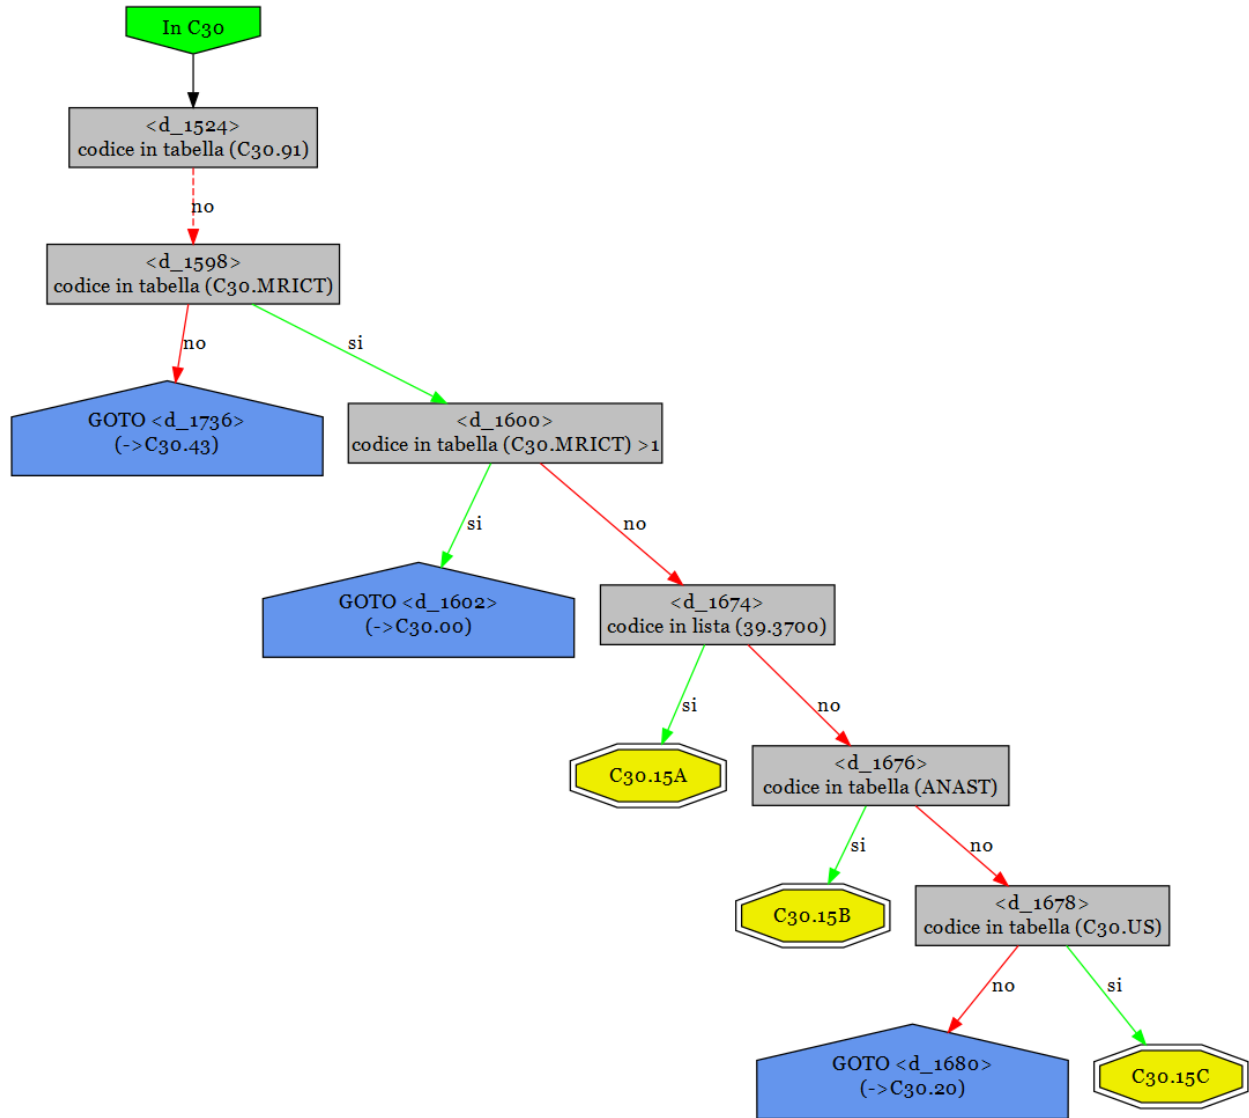 In C30
<d_1524>
codice in tabella (C30.91)
no
<d_1598>
codice in tabella (C30.MRICT)
no
si
GOTO <d_1736>
(->C30.43)
<d_1600>
codice in tabella (C30.MRICT) >1
si
no
GOTO <d_1602>
(->C30.00)
<d_1674>
codice in lista (39.3700)
si
no
C30.15A
<d_1676>
codice in tabella (ANAST)
si
no
C30.15B
<d_1678>
codice in tabella (C30.US)
no
si
GOTO <d_1680>
(->C30.20)
C30.15C